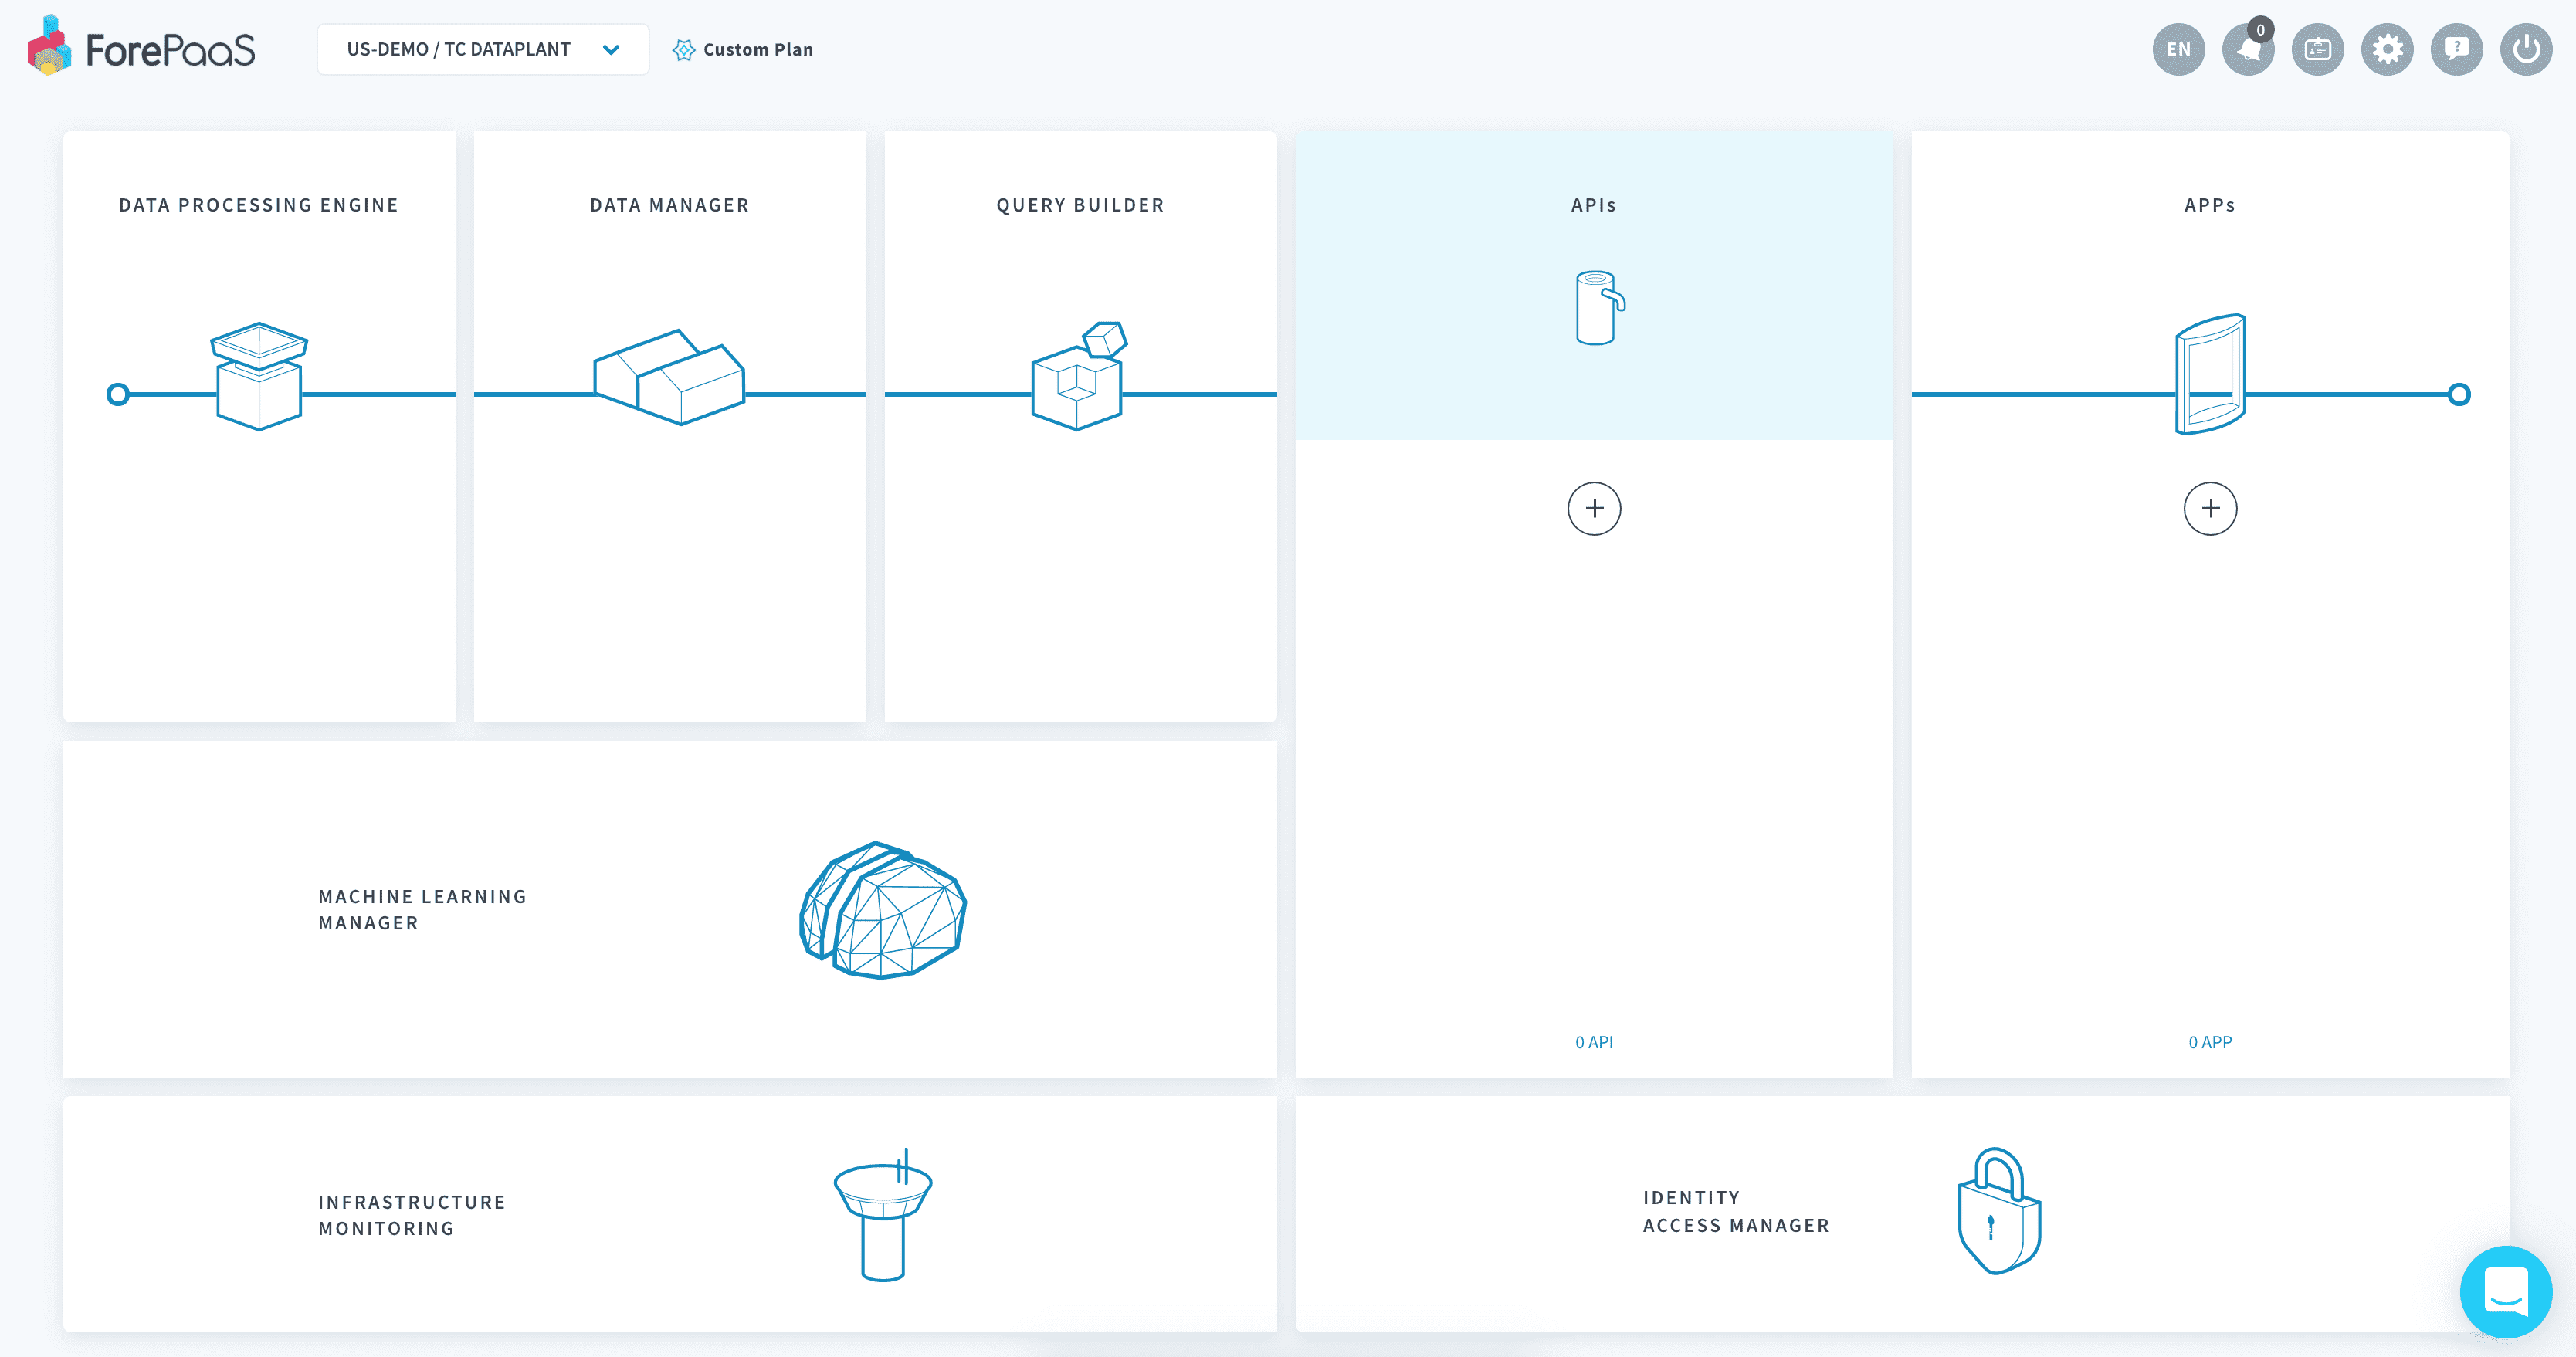 ForePaaS
US-DEMO / TC DATAPLANT
Custom Plan
EN
0
?
DATA PROCESSING ENGINE
DATA MANAGER
QUERY BUILDER
APIs
APPs
MACHINE LEARNING
MANAGER
0 API
0 APP
INFRASTRUCTURE
MONITORING
IDENTITY
ACCESS MANAGER